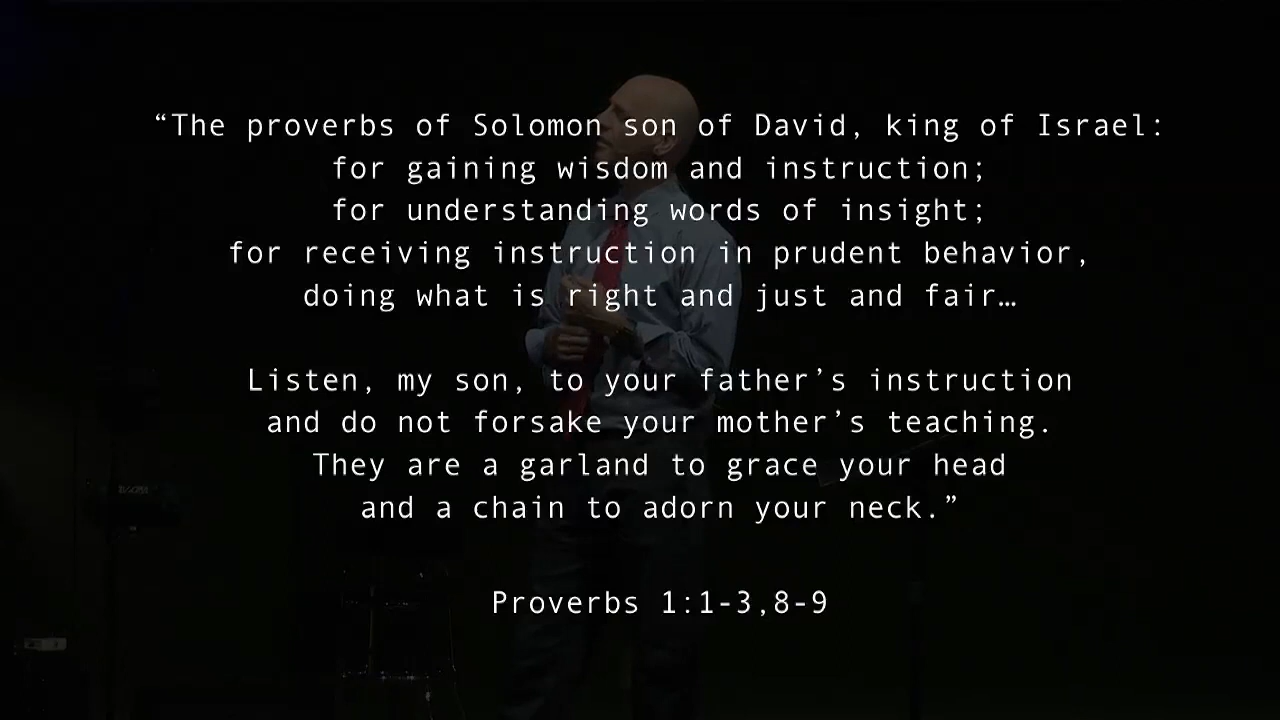 “The proverbs of Solomon son of David, king of Israel:
for gaining wisdom and instruction;
for understanding words of insight;
for receiving instruction in prudent behavior,
doing what is right and just and fair…
Listen, my son, to your father’s instruction
and do not forsake your mother’s teaching.
They are a garland to grace your head
and a chain to adorn your neck.”
Proverbs 1:1-3,8-9